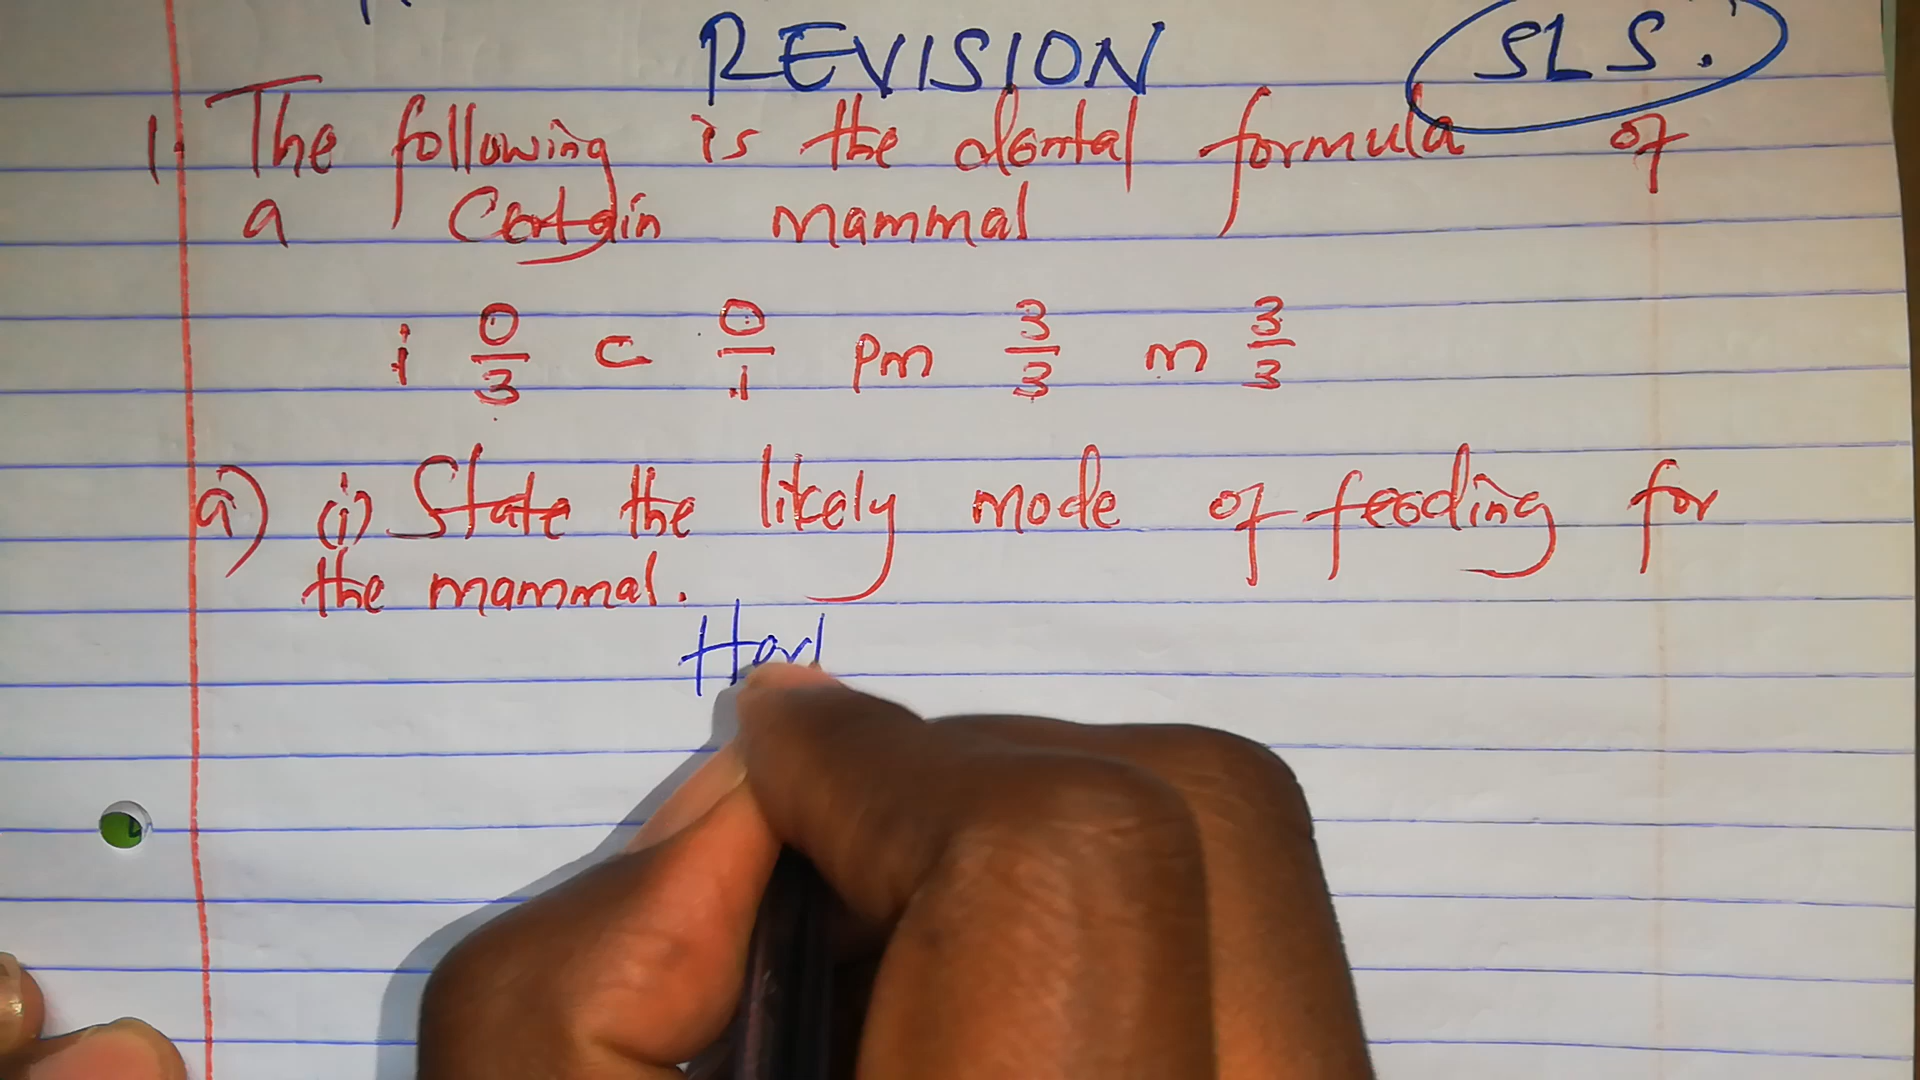 REVISION
SLS.
1. The following is the dental formula of
a certain mammal
i 0/3 c 0/1 pm 3/3 m 3/3
a) (i) State the likely mode of feeding for
the mammal.